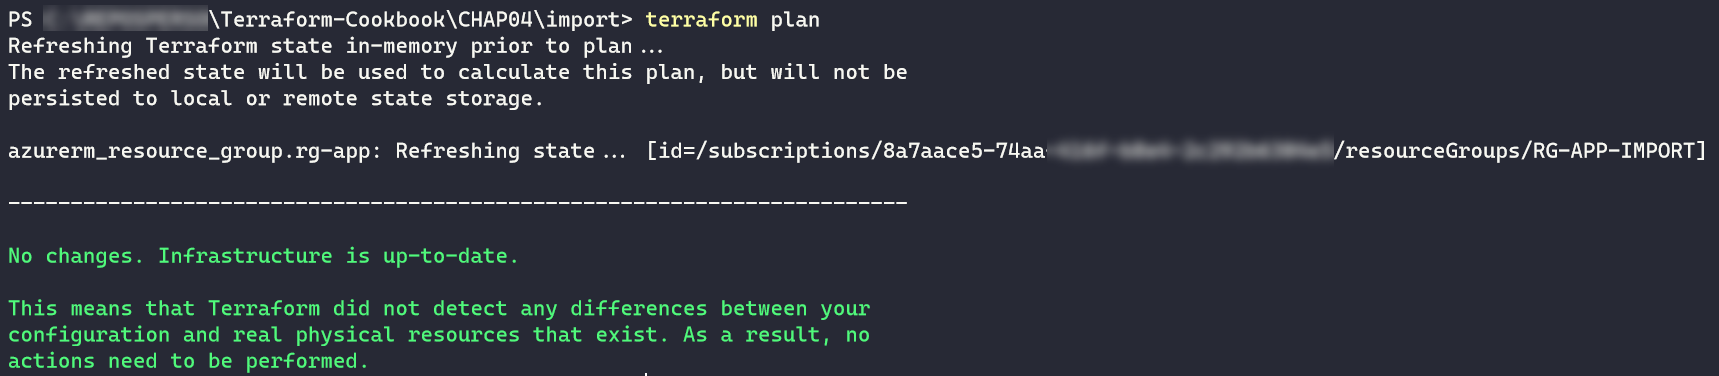 PS \Terraform-Cookbook\CHAP04\import> terraform plan
Refreshing Terraform state in-memory prior to plan...
The refreshed state will be used to calculate this plan, but will not be
persisted to local or remote state storage.
azurerm_resource_group.rg-app: Refreshing state... [id=/subscriptions/8a7aace5-74aa- /resourceGroups/RG-APP-IMPORT]
------------------------------------------------------------------------
No changes. Infrastructure is up-to-date.
This means that Terraform did not detect any differences between your
configuration and real physical resources that exist. As a result, no
actions need to be performed.